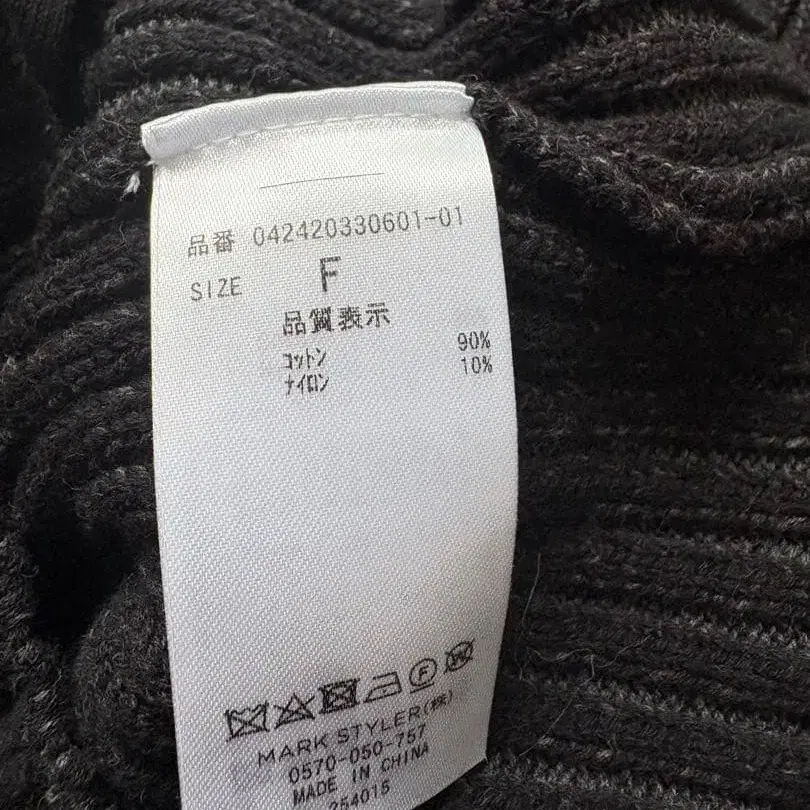 品番 042420330601-01
SIZE F
品質表示
コットン 90%
ナイロン 10%
F W
MARK STYLER(株)
0570-050-757
MADE IN CHINA
254015